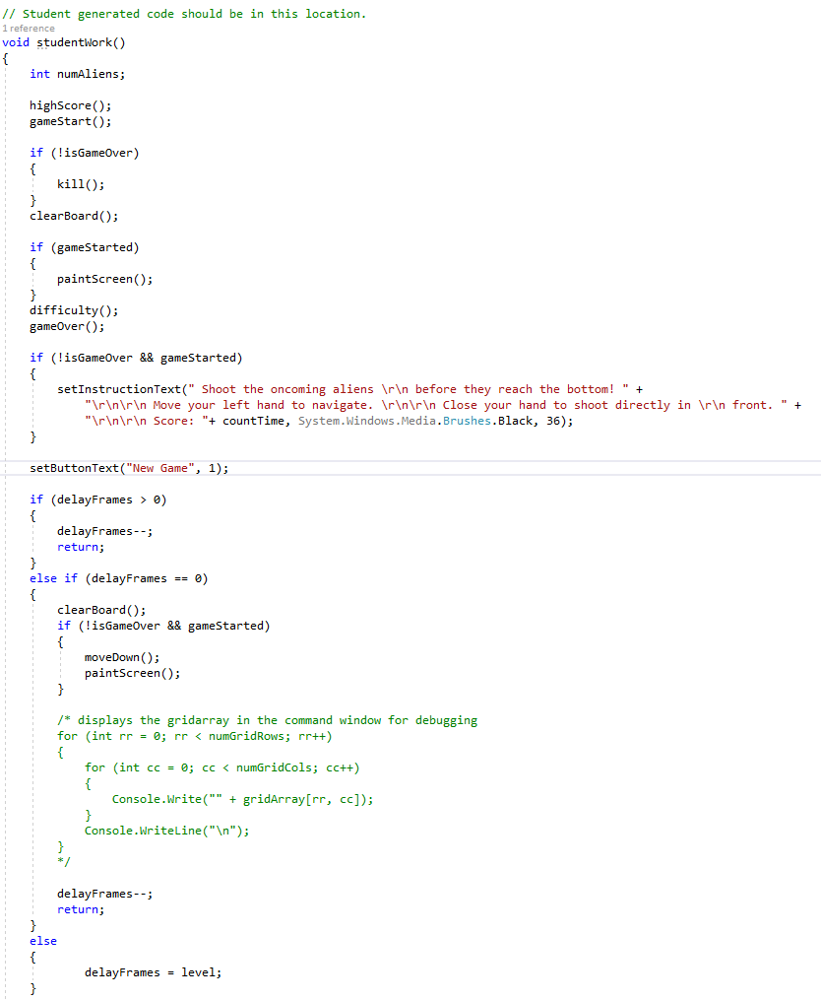 // Student generated code should be in this location.
1 reference
void studentWork()
{
int numAliens;
highScore();
gameStart();
if (!isGameOver)
{
kill();
}
clearBoard();
if (gameStarted)
{
paintScreen();
}
difficulty();
gameOver();
if (!isGameOver && gameStarted)
{
setInstructionText(" Shoot the oncoming aliens \r\n before they reach the bottom! " +
"\r\n\r\n Move your left hand to navigate. \r\n\r\n Close your hand to shoot directly in \r\n front. " +
"\r\n\r\n Score: "+ countTime, System.Windows.Media.Brushes.Black, 36);
}
setButtonText("New Game", 1);
if (delayFrames > 0)
{
delayFrames--;
return;
}
else if (delayFrames == 0)
{
clearBoard();
if (!isGameOver && gameStarted)
{
moveDown();
paintScreen();
}
/* displays the gridarray in the command window for debugging
for (int rr = 0; rr < numGridRows; rr++)
{
for (int cc = 0; cc < numGridCols; cc++)
{
Console.Write("" + gridArray[rr, cc]);
}
Console.WriteLine("\n");
}
*/
delayFrames--;
return;
}
else
{
delayFrames = level;
}